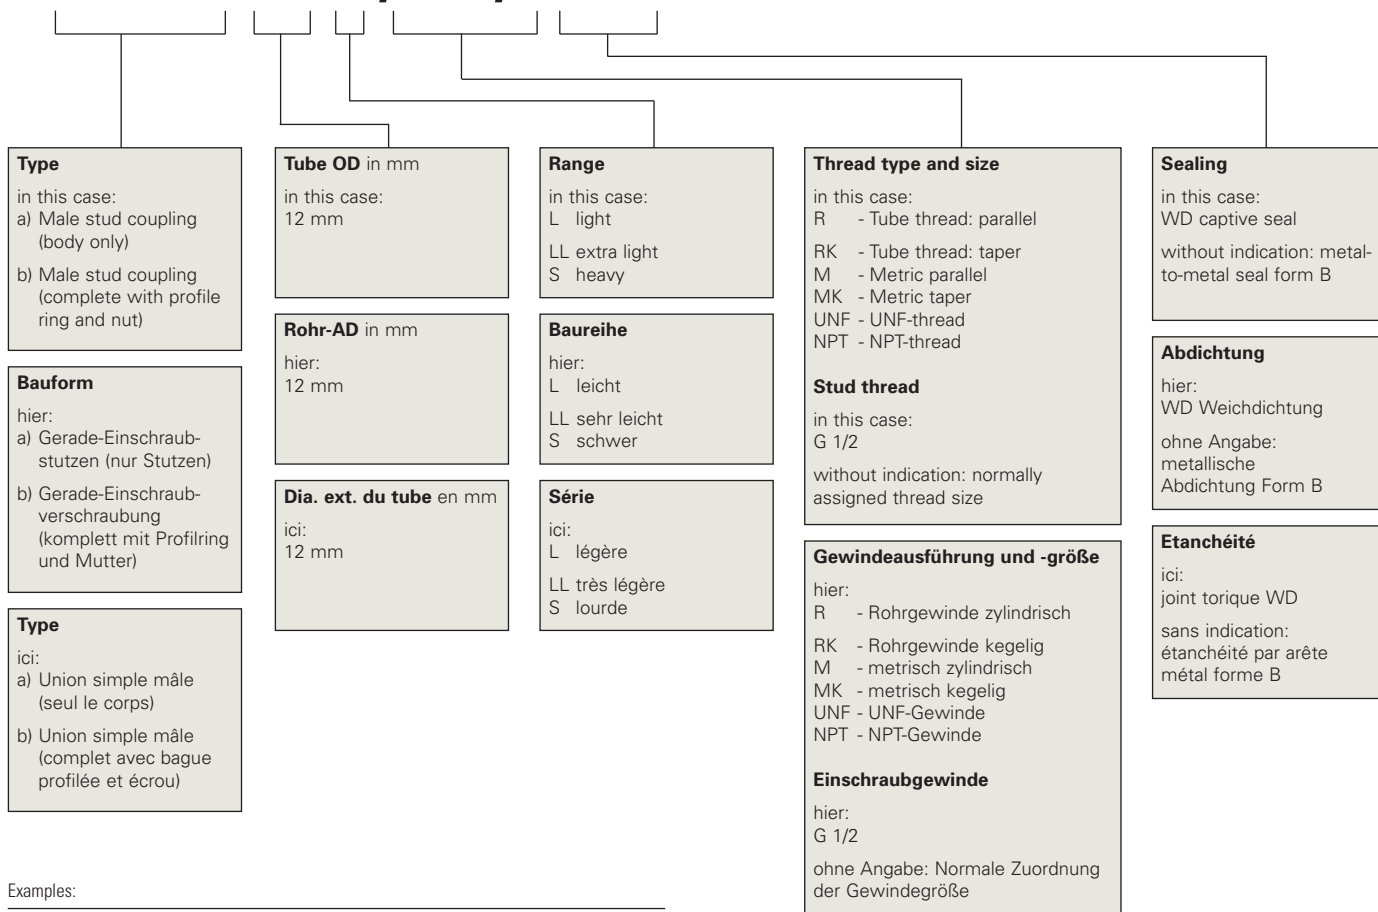 Type
in this case:
a) Male stud coupling
(body only)
b) Male stud coupling
(complete with profile
ring and nut)
Bauform
hier:
a) Gerade-Einschraub-
stutzen (nur Stutzen)
b) Gerade-Einschraub-
verschraubung
(komplett mit Profilring
und Mutter)
Type
ici:
a) Union simple mâle
(seul le corps)
b) Union simple mâle
(complet avec bague
profilée et écrou)
Tube OD in mm
in this case:
12 mm
Rohr-AD in mm
hier:
12 mm
Dia. ext. du tube en mm
ici:
12 mm
Range
in this case:
L light
LL extra light
S heavy
Baureihe
hier:
L leicht
LL sehr leicht
S schwer
Série
ici:
L légère
LL très légère
S lourde
Thread type and size
in this case:
R - Tube thread: parallel
RK - Tube thread: taper
M - Metric parallel
MK - Metric taper
UNF - UNF-thread
NPT - NPT-thread
Stud thread
in this case:
G 1/2
without indication: normally
assigned thread size
Gewindeausführung und -größe
hier:
R - Rohrgewinde zylindrisch
RK - Rohrgewinde kegelig
M - metrisch zylindrisch
MK - metrisch kegelig
UNF - UNF-Gewinde
NPT - NPT-Gewinde
Einschraubgewinde
hier:
G 1/2
ohne Angabe: Normale Zuordnung
der Gewindegröße
Sealing
in this case:
WD captive seal
without indication: metal-
to-metal seal form B
Abdichtung
hier:
WD Weichdichtung
ohne Angabe:
metallische
Abdichtung Form B
Etanchéité
ici:
joint torique WD
sans indication:
étanchéité par arête
métal forme B
Examples: